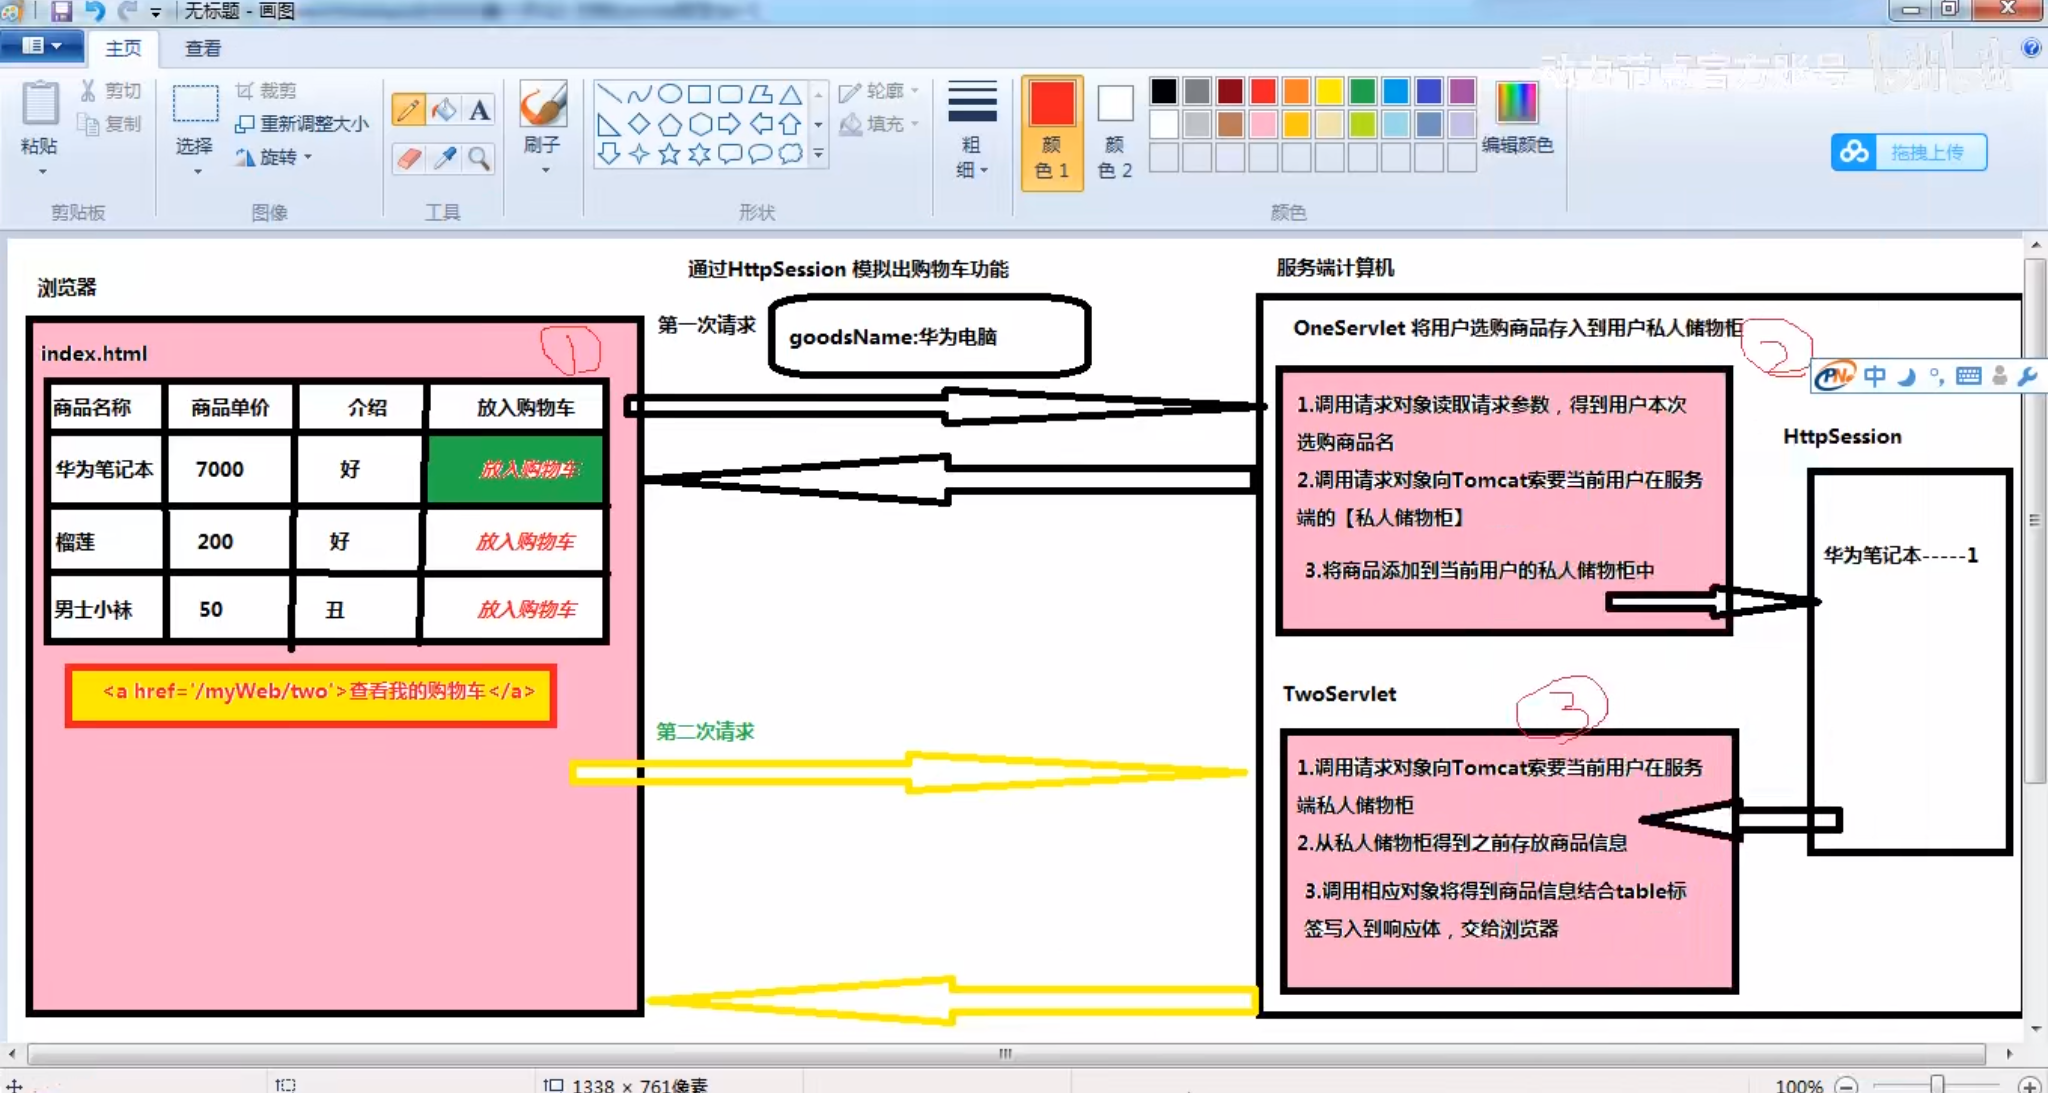 无标题 - 画图
主页
查看
粘贴
剪切
复制
剪贴板
选择
裁剪
重新调整大小
旋转
图像
A
工具
刷子
轮廓
填充
形状
粗
细
颜
色 1
颜
色 2
编辑颜色
颜色
动力节点官方账号
bilibili
拖拽上传
浏览器
通过HttpSession 模拟出购物车功能
服务端计算机
第一次请求
goodsName:华为电脑
index.html
1
商品名称 商品单价 介绍 放入购物车
华为笔记本 7000 好 放入购物车
榴莲 200 好 放入购物车
男士小袜 50 丑 放入购物车
<a href='/myWeb/two'>查看我的购物车</a>
第二次请求
OneServlet 将用户选购商品存入到用户私人储物柜
2
中
1.调用请求对象读取请求参数，得到用户本次
选购商品名
2.调用请求对象向Tomcat索要当前用户在服务
端的【私人储物柜】
3.将商品添加到当前用户的私人储物柜中
HttpSession
华为笔记本-----1
TwoServlet
3
1.调用请求对象向Tomcat索要当前用户在服务
端私人储物柜
2.从私人储物柜得到之前存放商品信息
3.调用相应对象将得到商品信息结合table标
签写入到响应体，交给浏览器
1338 × 761像素
100%